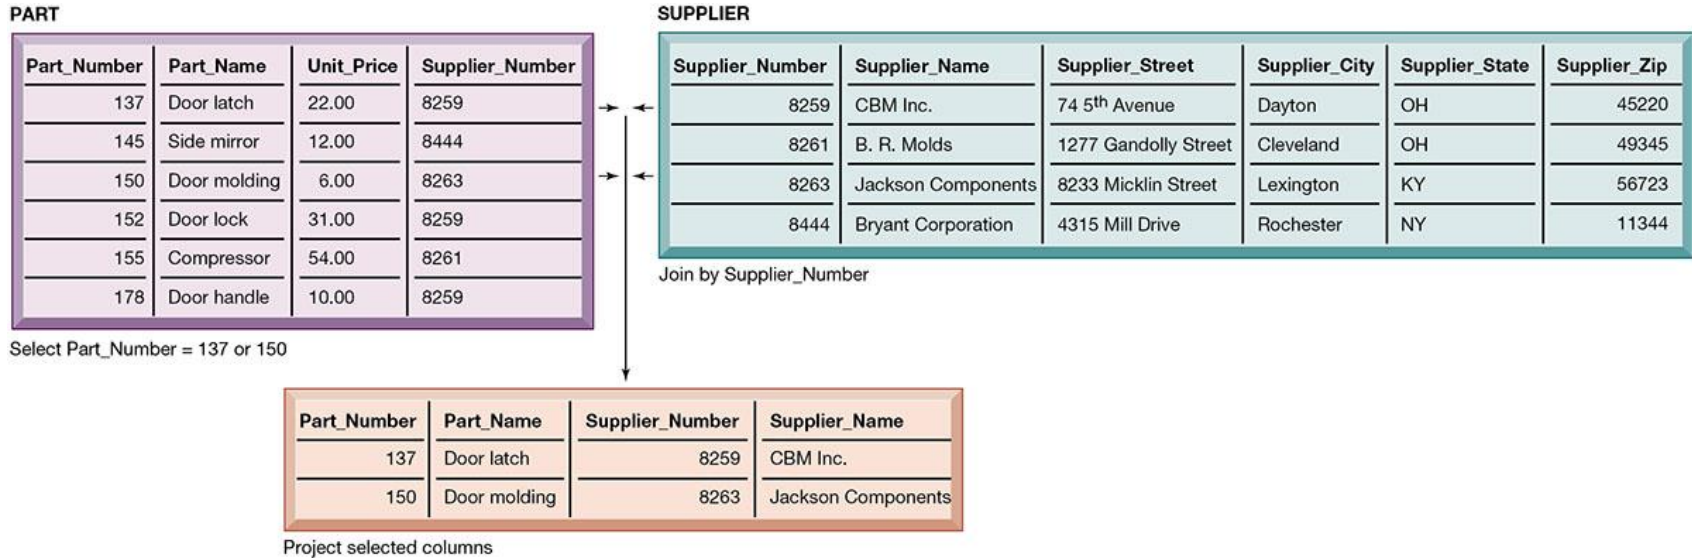 PART
Part_Number Part_Name Unit_Price Supplier_Number
137 Door latch 22.00 8259
145 Side mirror 12.00 8444
150 Door molding 6.00 8263
152 Door lock 31.00 8259
155 Compressor 54.00 8261
178 Door handle 10.00 8259
Select Part_Number = 137 or 150
SUPPLIER
Supplier_Number Supplier_Name Supplier_Street Supplier_City Supplier_State Supplier_Zip
8259 CBM Inc. 74 5th Avenue Dayton OH 45220
8261 B. R. Molds 1277 Gandolly Street Cleveland OH 49345
8263 Jackson Components 8233 Micklin Street Lexington KY 56723
8444 Bryant Corporation 4315 Mill Drive Rochester NY 11344
Join by Supplier_Number
Part_Number Part_Name Supplier_Number Supplier_Name
137 Door latch 8259 CBM Inc.
150 Door molding 8263 Jackson Components
Project selected columns